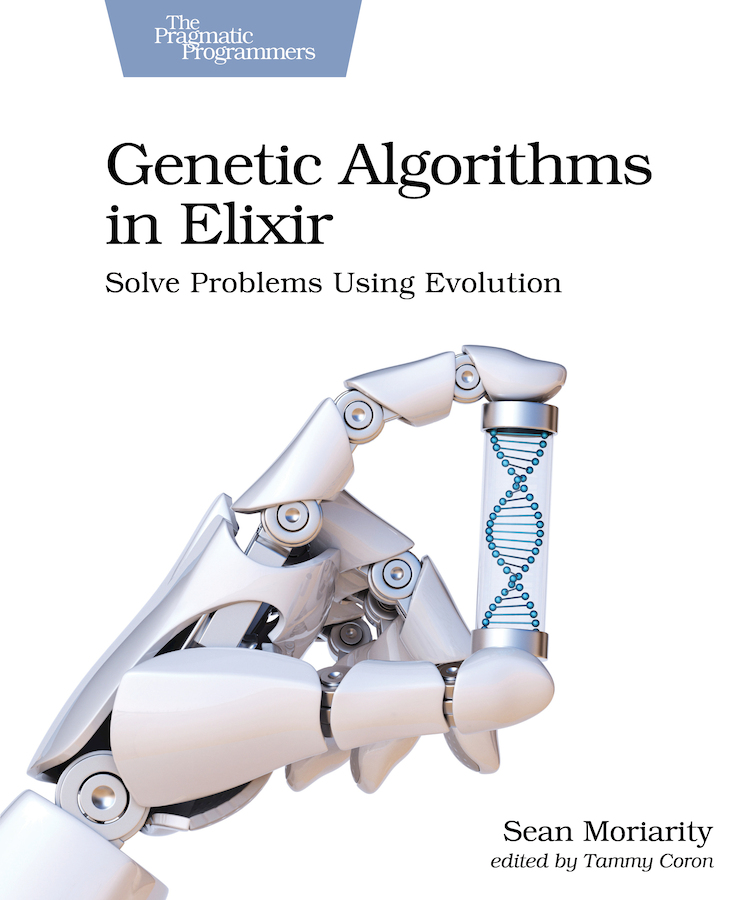 The
Pragmatic
Programmers
Genetic Algorithms
in Elixir
Solve Problems Using Evolution
Sean Moriarity
edited by Tammy Coron